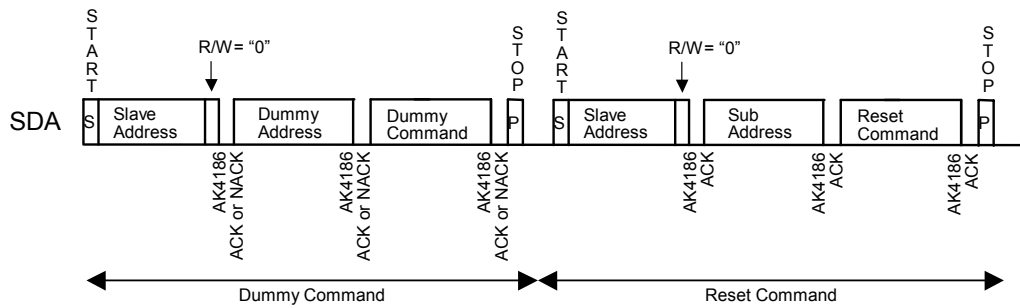 START
R/W= “0”
STOP
START
R/W= “0”
STOP
SDA
S
Slave
Address
Dummy
Address
Dummy
Command
P
S
Slave
Address
Sub
Address
Reset
Command
P
AK4186
ACK or NACK
AK4186
ACK or NACK
AK4186
ACK or NACK
AK4186
ACK
AK4186
ACK
AK4186
ACK
Dummy Command
Reset Command